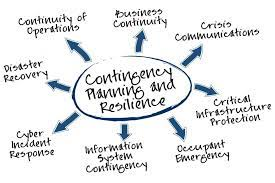 Continuity of
Operations
Business
Continuity
Crisis
Communications
Disaster
Recovery
Contingency
Planning and
Resilience
Critical
Infrastructure
Protection
Cyber
Incident
Response
Information
System
Contingency
Occupant
Emergency